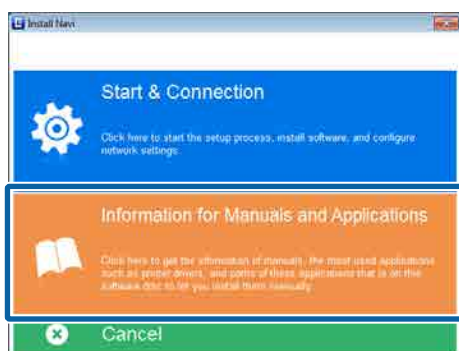 Install Navi
Start & Connection
Click here to start the setup process, install software, and configure
network settings.
Information for Manuals and Applications
Click here to get the information of manuals, the most used applications
such as printer drivers, and parts of these applications that is on this
software disc to let you install them manually.
Cancel